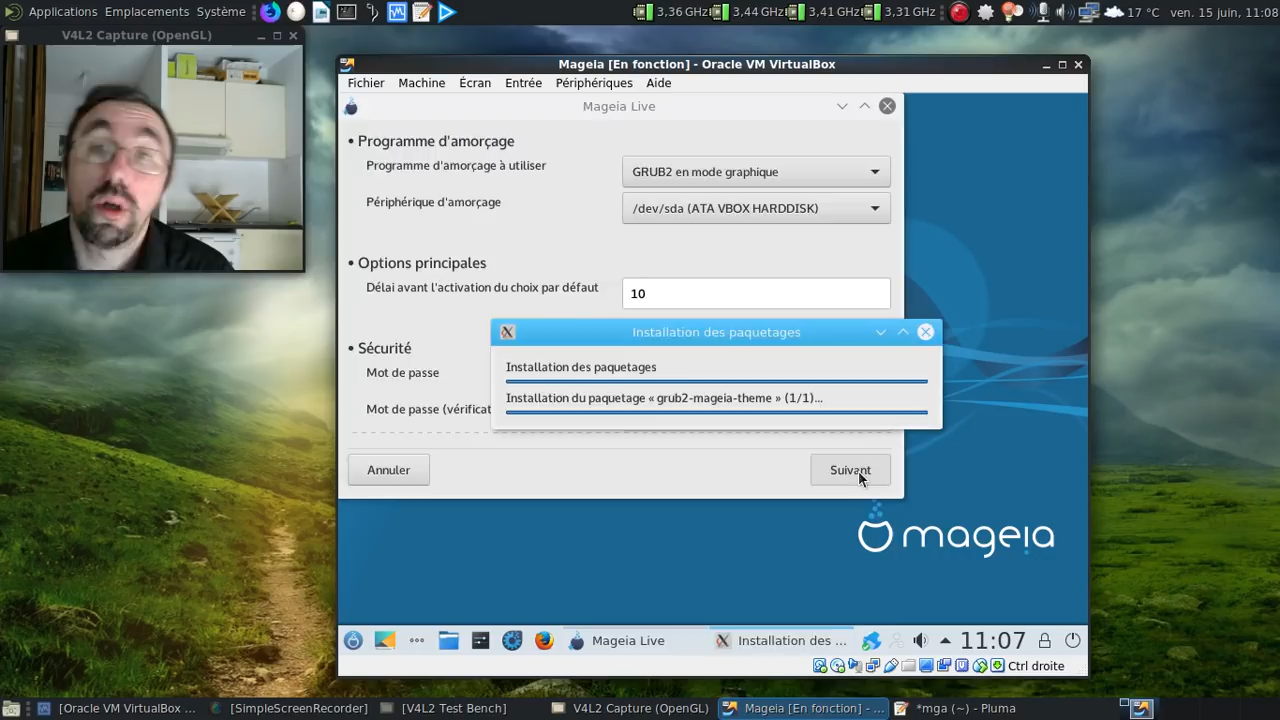 Applications Emplacements Système 3,36 GHz 3,44 GHz 3,41 GHz 3,31 GHz 17 °C ven. 15 juin, 11:08
V4L2 Capture (OpenGL)
Mageia [En fonction] - Oracle VM VirtualBox
Fichier Machine Écran Entrée Périphériques Aide
Mageia Live
• Programme d'amorçage
Programme d'amorçage à utiliser GRUB2 en mode graphique
Périphérique d'amorçage /dev/sda (ATA VBOX HARDDISK)
• Options principales
Délai avant l'activation du choix par défaut 10
Installation des paquetages
• Sécurité
Installation des paquetages
Mot de passe
Installation du paquetage « grub2-mageia-theme » (1/1)...
Mot de passe (vérificat
Annuler Suivant
mageia
Mageia Live Installation des ... 11:07
Ctrl droite
[Oracle VM VirtualBox ... [SimpleScreenRecorder] [V4L2 Test Bench] V4L2 Capture (OpenGL) Mageia [En fonction] - ... *mga (~) - Pluma